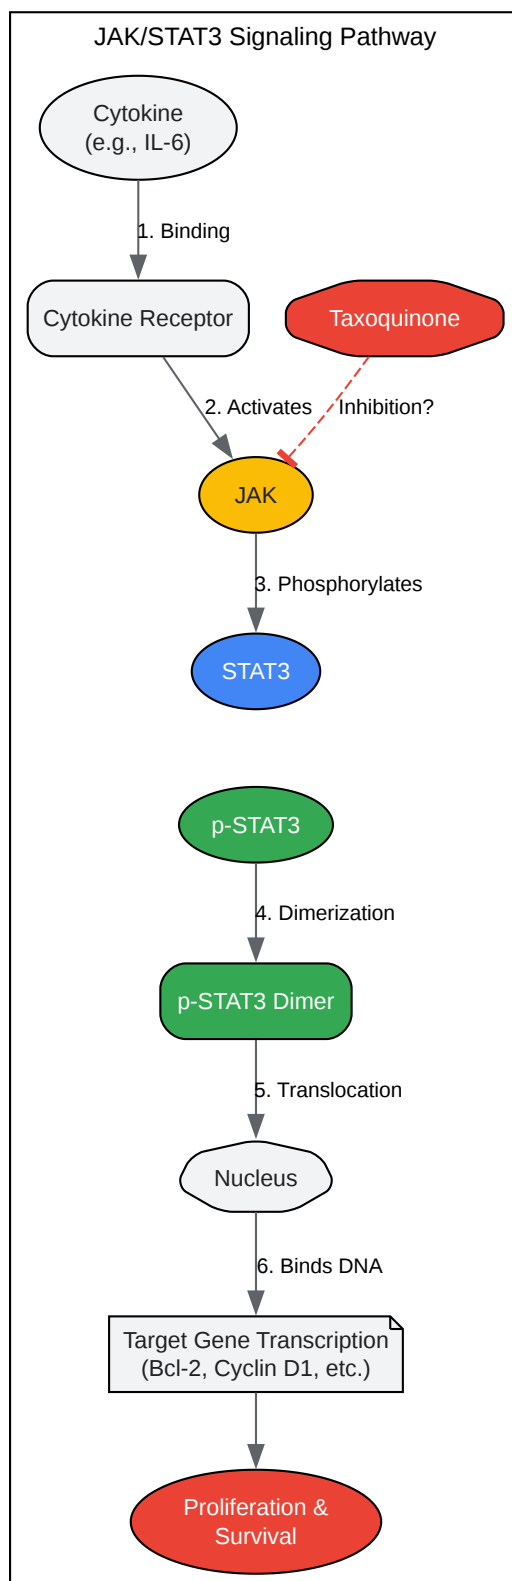 JAK/STAT3 Signaling Pathway
Cytokine
(e.g., IL-6)
1. Binding
Cytokine Receptor
Taxoquinone
2. Activates
Inhibition?
JAK
3. Phosphorylates
STAT3
p-STAT3
4. Dimerization
p-STAT3 Dimer
5. Translocation
Nucleus
6. Binds DNA
Target Gene Transcription
(Bcl-2, Cyclin D1, etc.)
Proliferation &
Survival